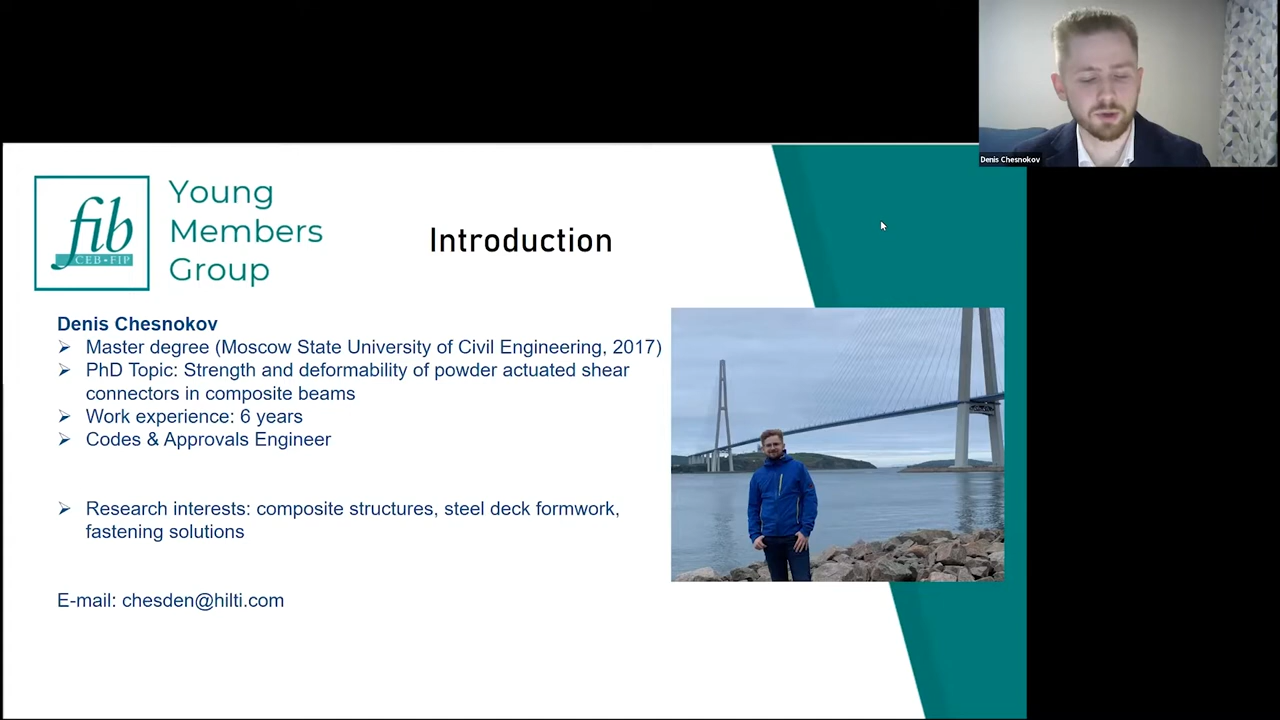 Denis Chesnokov
fib
CEB•FIP
Young
Members
Group
Introduction
Denis Chesnokov
Master degree (Moscow State University of Civil Engineering, 2017)
PhD Topic: Strength and deformability of powder actuated shear
connectors in composite beams
Work experience: 6 years
Codes & Approvals Engineer
Research interests: composite structures, steel deck formwork,
fastening solutions
E-mail: chesden@hilti.com